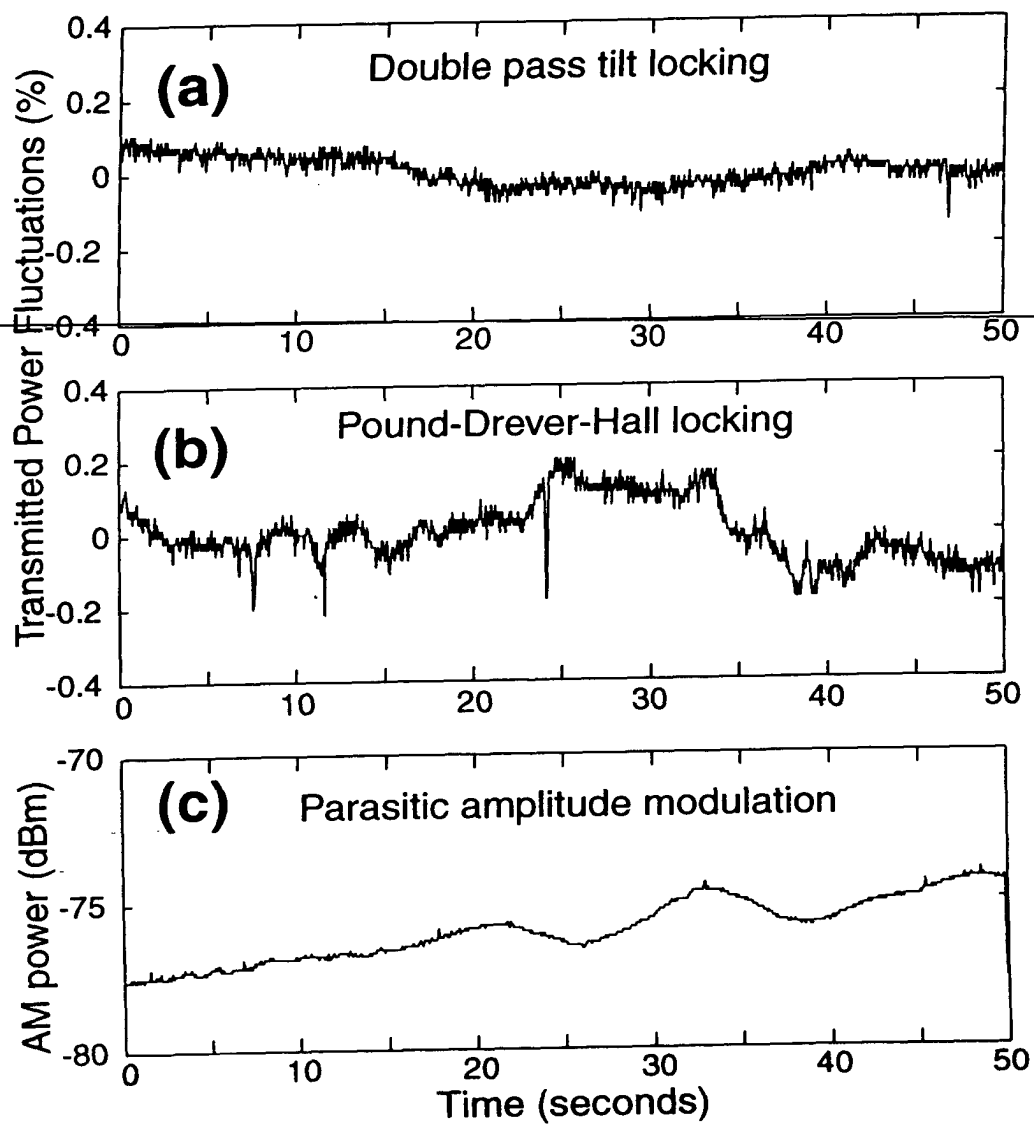 Transmitted Power Fluctuations (%)
0.4
0.2
0
-0.2
-0.4
(a)
Double pass tilt locking
0 10 20 30 40 50
0.4
0.2
0
-0.2
-0.4
(b)
Pound-Drever-Hall locking
0 10 20 30 40 50
AM power (dBm)
-70
-75
-80
(c)
Parasitic amplitude modulation
0 10 20 30 40 50
Time (seconds)